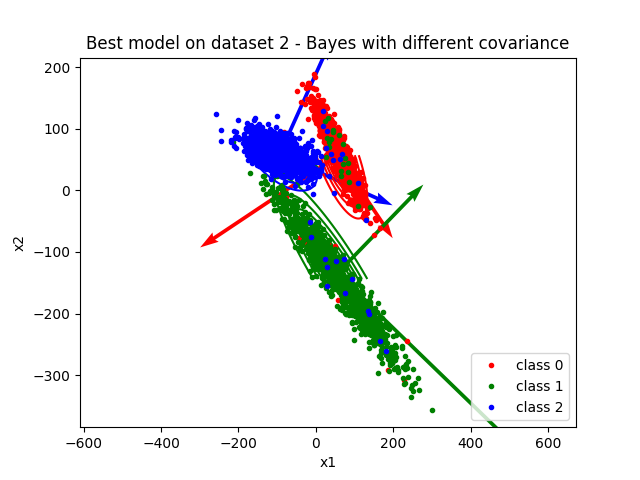 Best model on dataset 2 - Bayes with different covariance
200
100
0
−100
−200
−300
x2
−600
−400
−200
0
200
400
600
x1
class 0
class 1
class 2